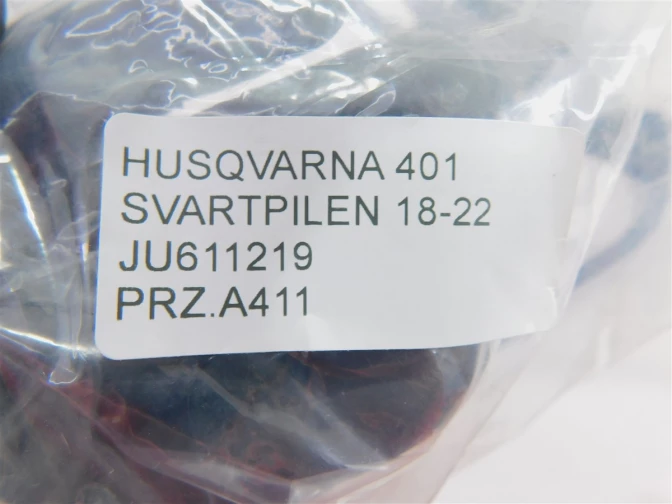 HUSQVARNA 401
SVARTPILEN 18-22
JU611219
PRZ.A411